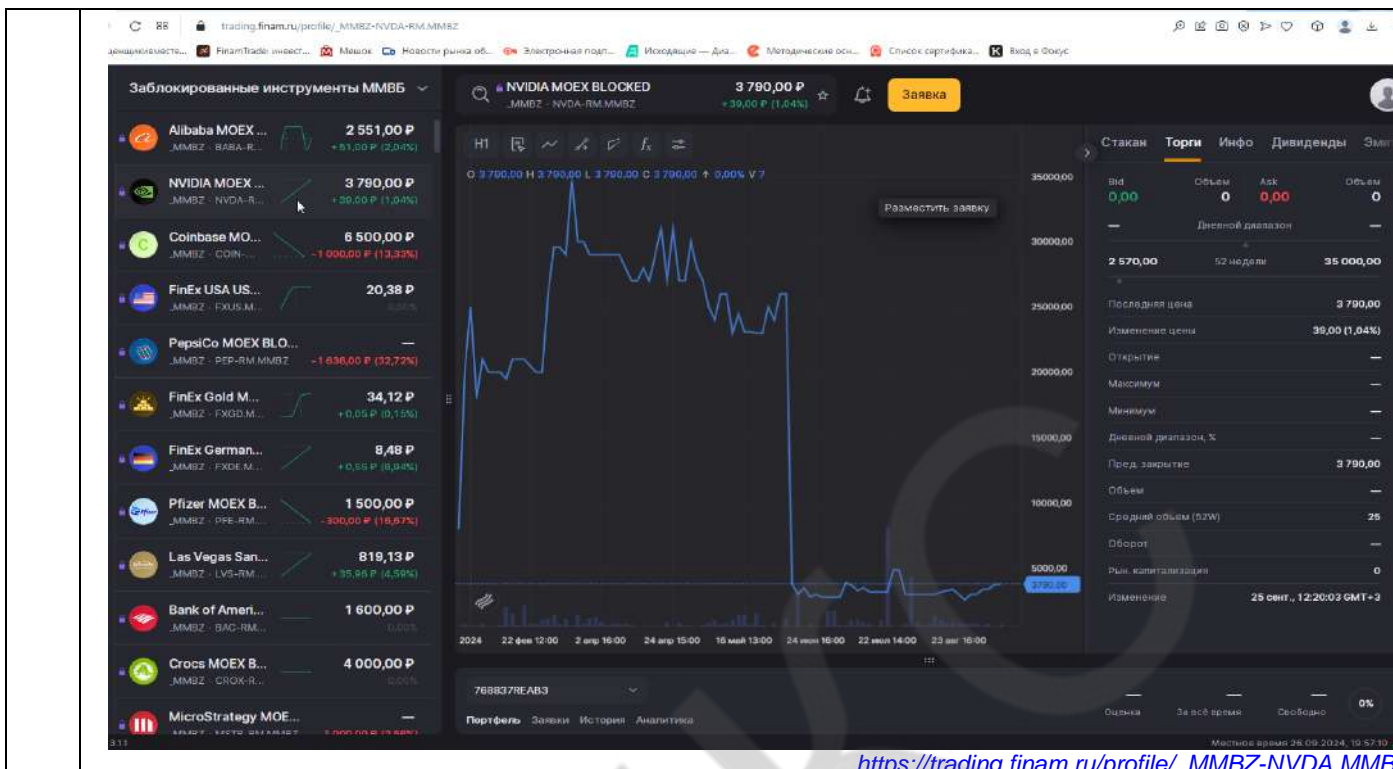 trading.finam.ru/profile/_MMBZ-NVDA-RM.MMBZ
FinamTrade: инвест... Мешок Новости рынка об... Электронная подп... Исходящие — Диа... Методические осн... Список сертифика... Вход в Фокус
Заблокированные инструменты ММВБ
Alibaba MOEX ... 2 551,00 ₽
_MMBZ · BABA-R... +51,00 ₽ (2,04%)
NVIDIA MOEX ... 3 790,00 ₽
_MMBZ · NVDA-R... +39,00 ₽ (1,04%)
Coinbase MO... 6 500,00 ₽
_MMBZ · COIN-... -1 000,00 ₽ (13,33%)
FinEx USA US... 20,38 ₽
_MMBZ · FXUS.M... 0,00%
PepsiCo MOEX BLO... —
_MMBZ · PEP-RM.MMBZ -1 636,00 ₽ (32,72%)
FinEx Gold M... 34,12 ₽
_MMBZ · FXGD.M... +0,05 ₽ (0,15%)
FinEx German... 8,48 ₽
_MMBZ · FXDE.M... (6,94%)
Pfizer MOEX B... 1 500,00 ₽
_MMBZ · PFE-RM.... -300,00 ₽ (16,67%)
Las Vegas San... 819,13 ₽
_MMBZ · LVS-RM.... +35,96 ₽ (4,59%)
Bank of Ameri... 1 600,00 ₽
_MMBZ · BAC-RM... 0,00%
Crocs MOEX B... 4 000,00 ₽
_MMBZ · CROX-R... 0,00%
MicroStrategy MOE... —
NVIDIA MOEX BLOCKED 3 790,00 ₽
_MMBZ · NVDA-RM.MMBZ +39,00 ₽ (1,04%)
Заявка
H1
O 3 790,00 H 3 790,00 L 3 790,00 C 3 790,00 ↑ 0,00% V 7
Разместить заявку
35000,00
30000,00
25000,00
20000,00
15000,00
10000,00
5000,00
3790,00
2024 22 фев 12:00 2 апр 16:00 24 апр 15:00 16 май 13:00 24 июн 16:00 22 июл 14:00 23 авг 16:00
768837REAB3
Портфель Заявки История Аналитика
Стакан Торги Инфо Дивиденды Эми
Bid Объем Ask Объем
0,00 0 0,00 0
— Дневной диапазон —
2 570,00 52 недели 35 000,00
Последняя цена 3 790,00
Изменение цены 39,00 (1,04%)
Открытие —
Максимум —
Минимум —
Дневной диапазон, % —
Пред. закрытие 3 790,00
Объем —
Средний объем (52W) 25
Оборот —
Рын. капитализация 0
Изменение 25 сент., 12:20:03 GMT+3
— — — 0%
Оценка За всё время Свободно
3.11 Местное время 26.09.2024, 19:57:10
https://trading.finam.ru/profile/_MMBZ-NVDA.MMB